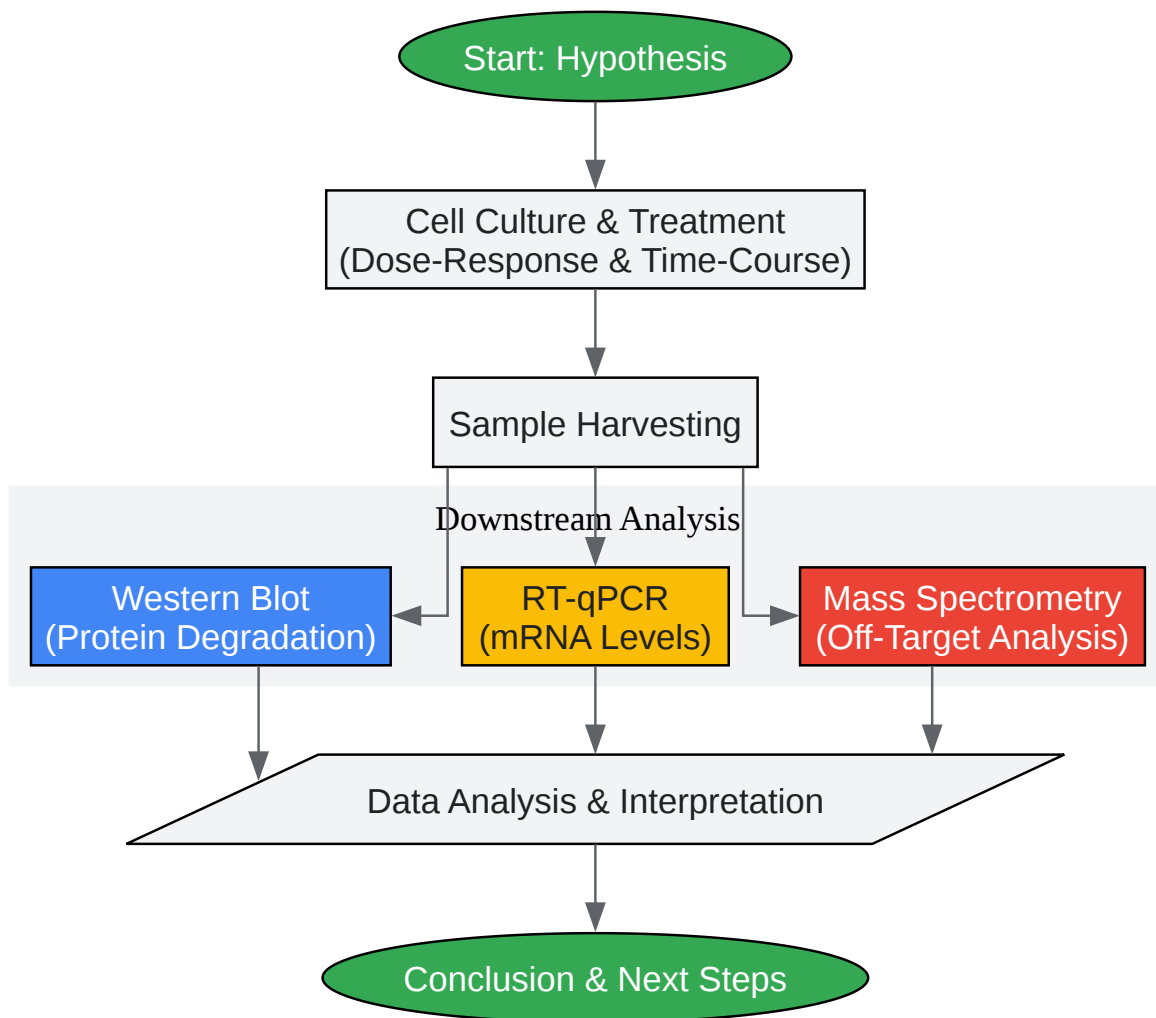 Start: Hypothesis
Cell Culture & Treatment
(Dose-Response & Time-Course)
Sample Harvesting
Downstream Analysis
Western Blot
(Protein Degradation)
RT-qPCR
(mRNA Levels)
Mass Spectrometry
(Off-Target Analysis)
Data Analysis & Interpretation
Conclusion & Next Steps